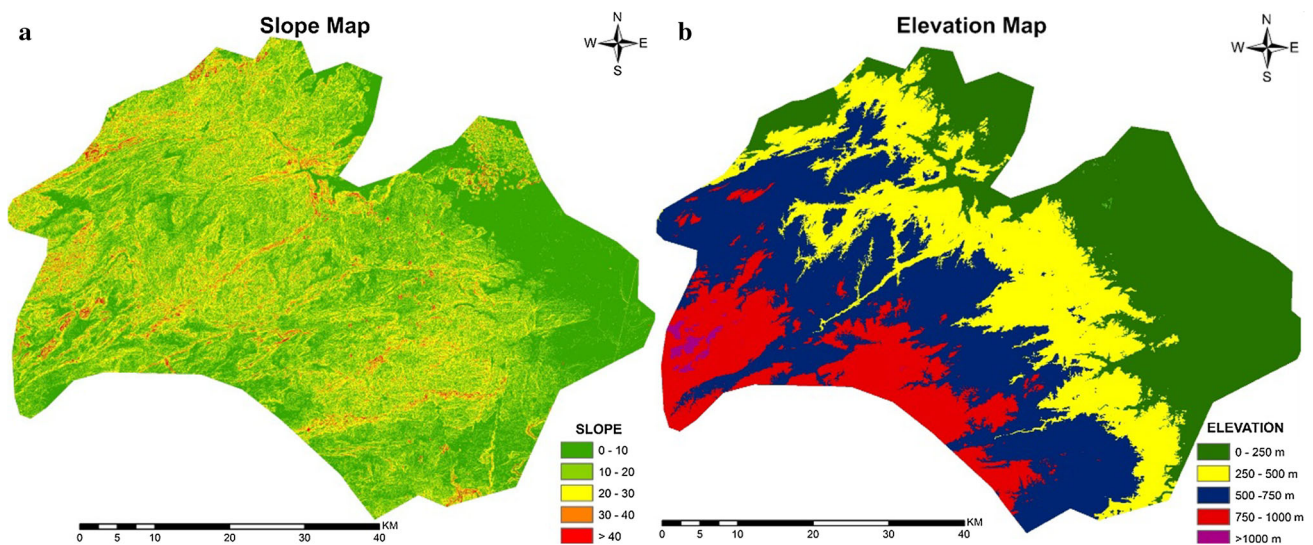 a
Slope Map
N
W E
S
SLOPE
0 - 10
10 - 20
20 - 30
30 - 40
> 40
KM
0 5 10 20 30 40
b
Elevation Map
N
W E
S
ELEVATION
0 - 250 m
250 - 500 m
500 -750 m
750 - 1000 m
>1000 m
KM
0 5 10 20 30 40